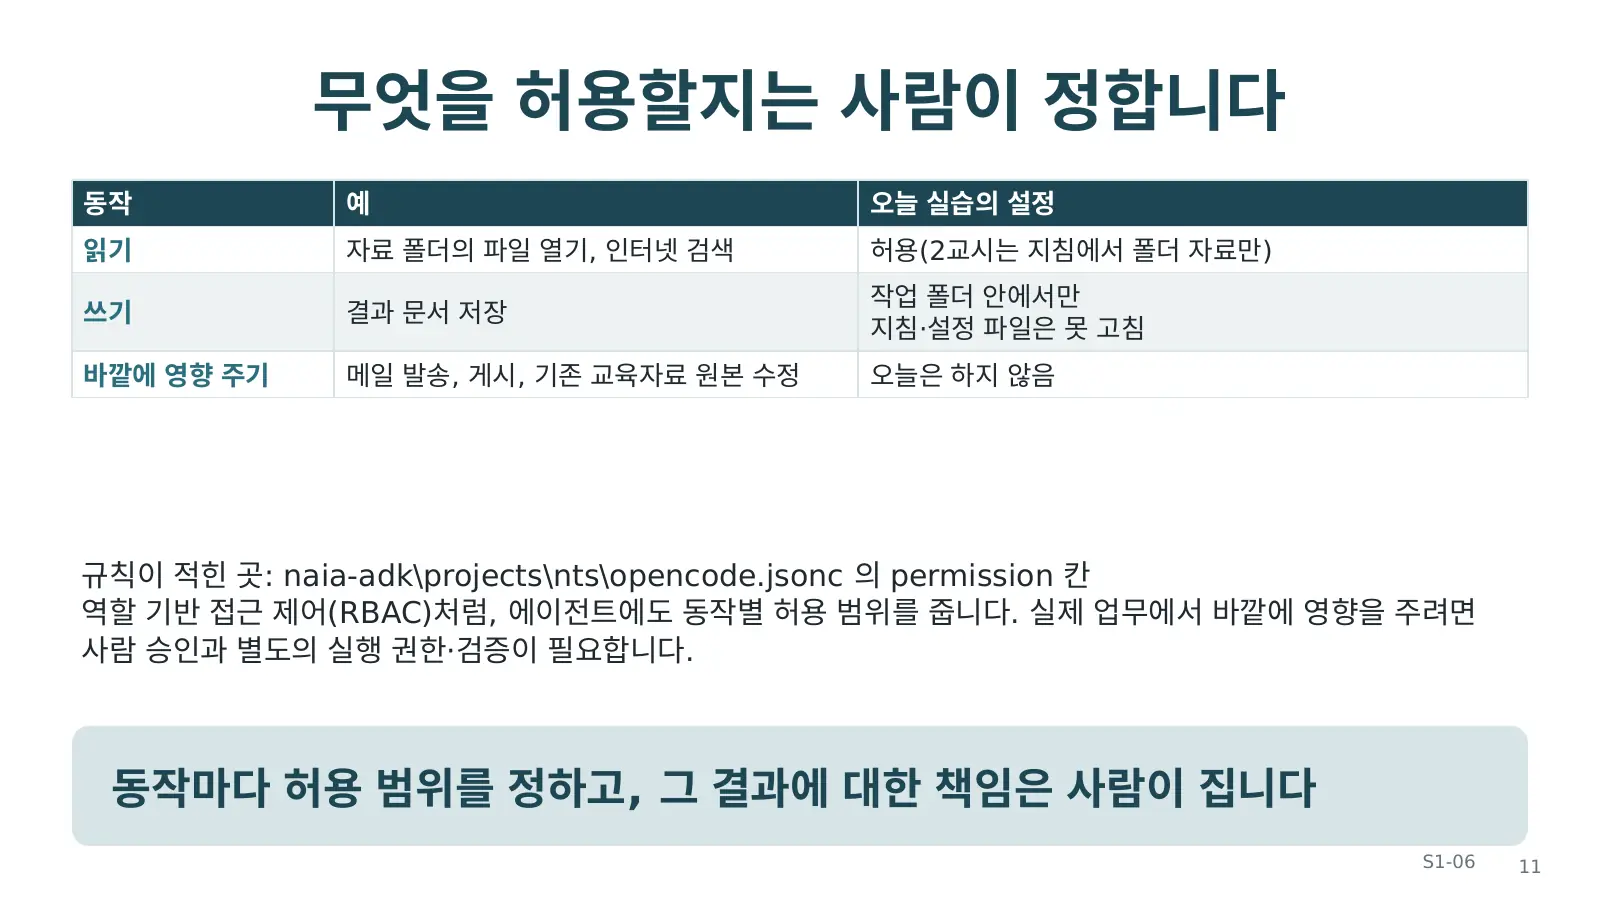 무엇을 허용할지는 사람이 정합니다
동작 예 오늘 실습의 설정
읽기 자료 폴더의 파일 열기, 인터넷 검색 허용(2교시는 지침에서 폴더 자료만)
쓰기 결과 문서 저장 작업 폴더 안에서만
지침·설정 파일은 못 고침
바깥에 영향 주기 메일 발송, 게시, 기존 교육자료 원본 수정 오늘은 하지 않음
규칙이 적힌 곳: naia-adk\projects\nts\opencode.jsonc 의 permission 칸
역할 기반 접근 제어(RBAC)처럼, 에이전트에도 동작별 허용 범위를 줍니다. 실제 업무에서 바깥에 영향을 주려면
사람 승인과 별도의 실행 권한·검증이 필요합니다.
동작마다 허용 범위를 정하고, 그 결과에 대한 책임은 사람이 집니다
S1-06 11